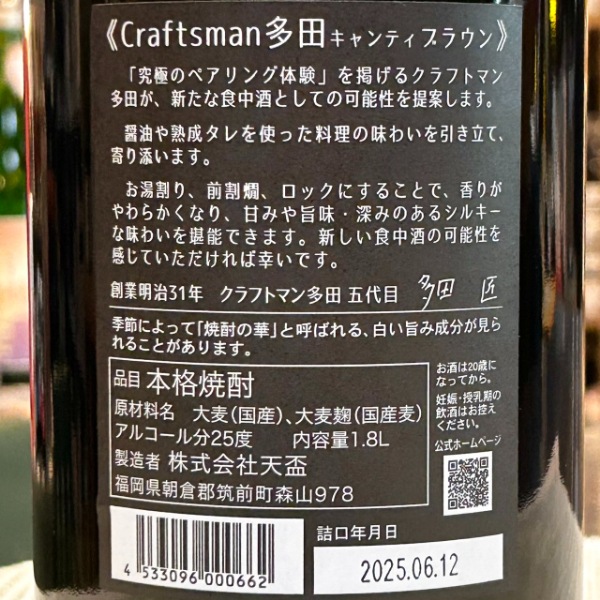 《Craftsman多田キャンティブラウン》
「究極のペアリング体験」を掲げるクラフトマン
多田が、新たな食中酒としての可能性を提案します。
醤油や熟成タレを使った料理の味わいを引き立て、
寄り添います。
お湯割り、前割燗、ロックにすることで、香りが
やわらかくなり、甘みや旨味・深みのあるシルキー
な味わいを堪能できます。新しい食中酒の可能性を
感じていただければ幸いです。
創業明治31年 クラフトマン多田 五代目 多田 匠
季節によって「焼酎の華」と呼ばれる、白い旨み成分が見ら
れることがあります。
品目 本格焼酎
原材料名 大麦(国産)、大麦麹(国産麦)
アルコール分25度 内容量1.8L
製造者 株式会社天盃
福岡県朝倉郡筑前町森山978
お酒は20歳に
なってから。
妊娠・授乳期の
飲酒はお控え
ください。
公式ホームページ
4 533096 000662
詰口年月日
2025.06.12